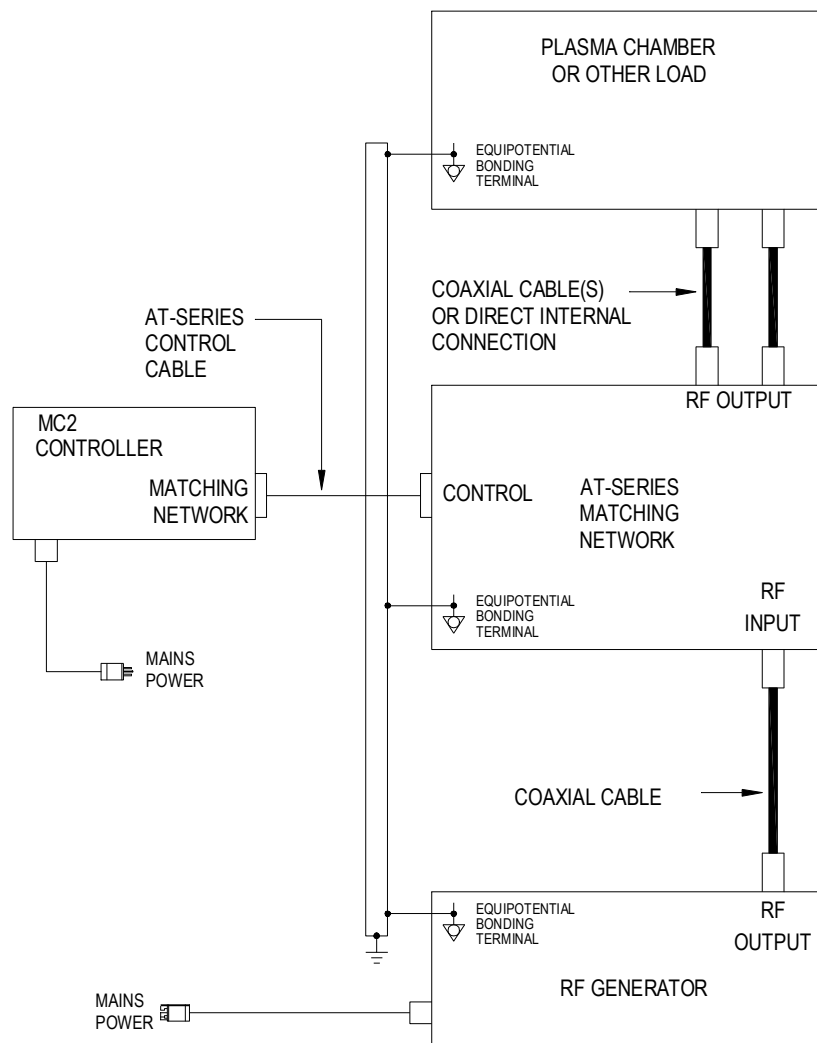 PLASMA CHAMBER
OR OTHER LOAD
EQUIPOTENTIAL
BONDING
TERMINAL
COAXIAL CABLE(S)
OR DIRECT INTERNAL
CONNECTION
AT-SERIES
CONTROL
CABLE
RF OUTPUT
MC2
CONTROLLER
MATCHING
NETWORK
CONTROL
AT-SERIES
MATCHING
NETWORK
EQUIPOTENTIAL
BONDING
TERMINAL
RF
INPUT
MAINS
POWER
COAXIAL CABLE
EQUIPOTENTIAL
BONDING
TERMINAL
RF
OUTPUT
RF GENERATOR
MAINS
POWER